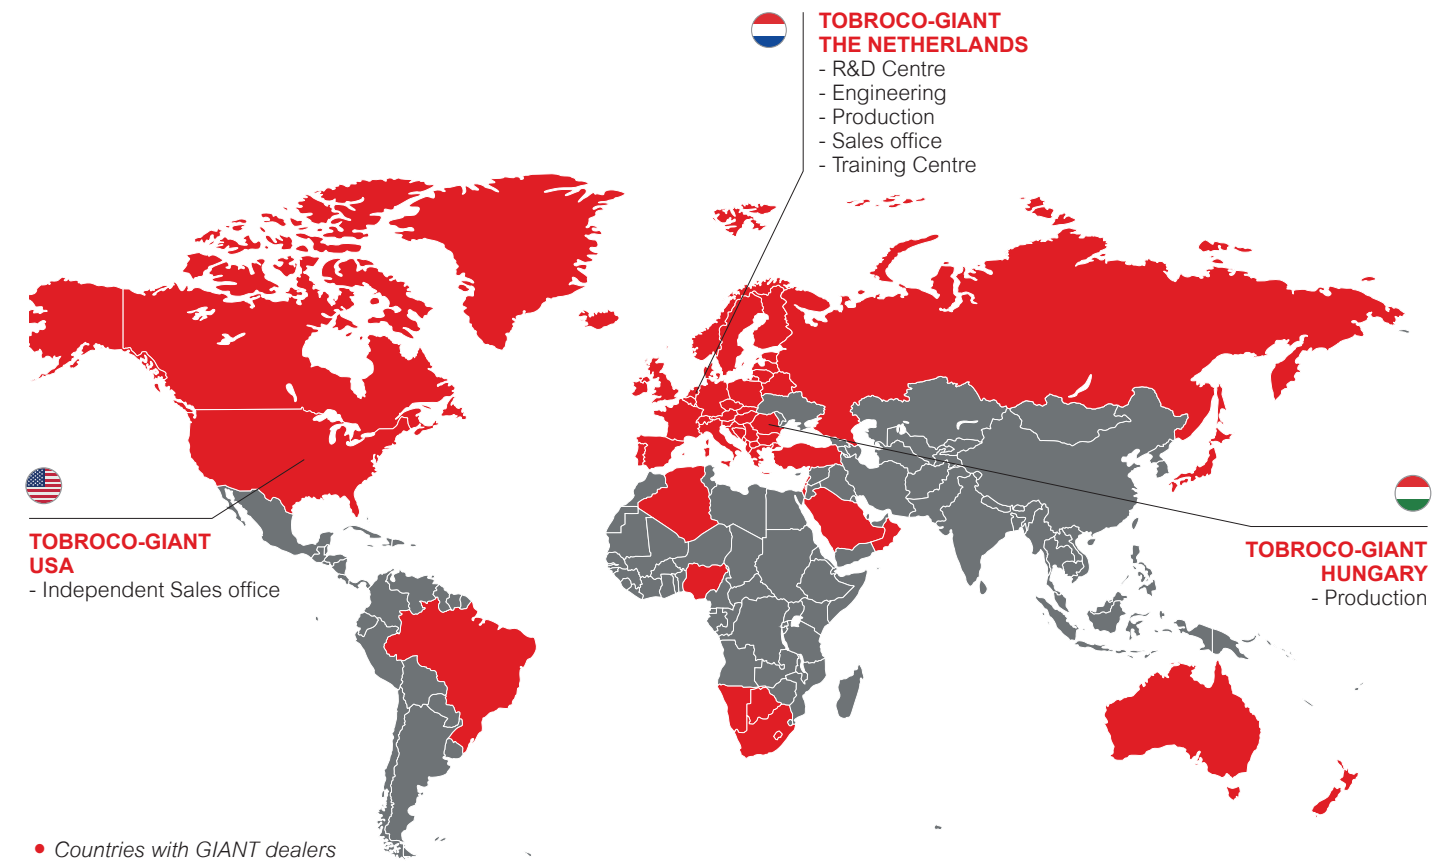 TOBROCO-GIANT
THE NETHERLANDS
- R&D Centre
- Engineering
- Production
- Sales office
- Training Centre
TOBROCO-GIANT
USA
- Independent Sales office
TOBROCO-GIANT
HUNGARY
- Production
• Countries with GIANT dealers